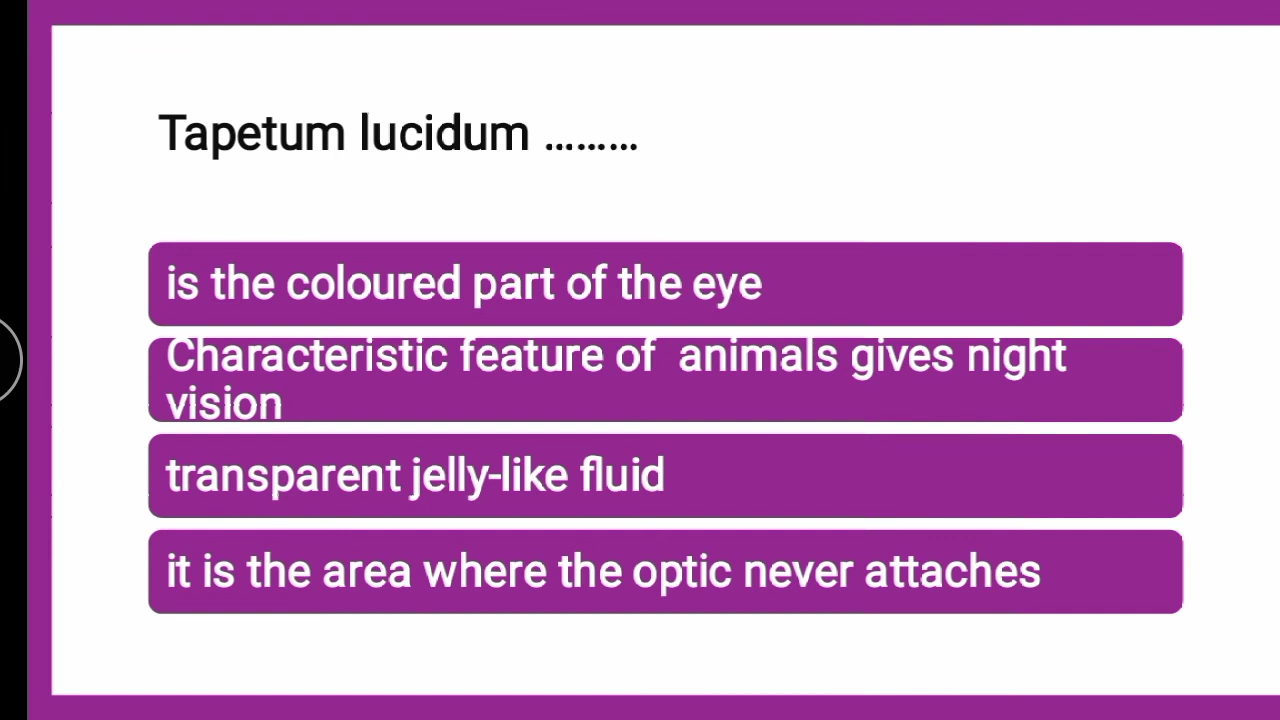 Tapetum lucidum .........
is the coloured part of the eye
Characteristic feature of  animals gives night
vision
transparent jelly-like fluid
it is the area where the optic never attaches